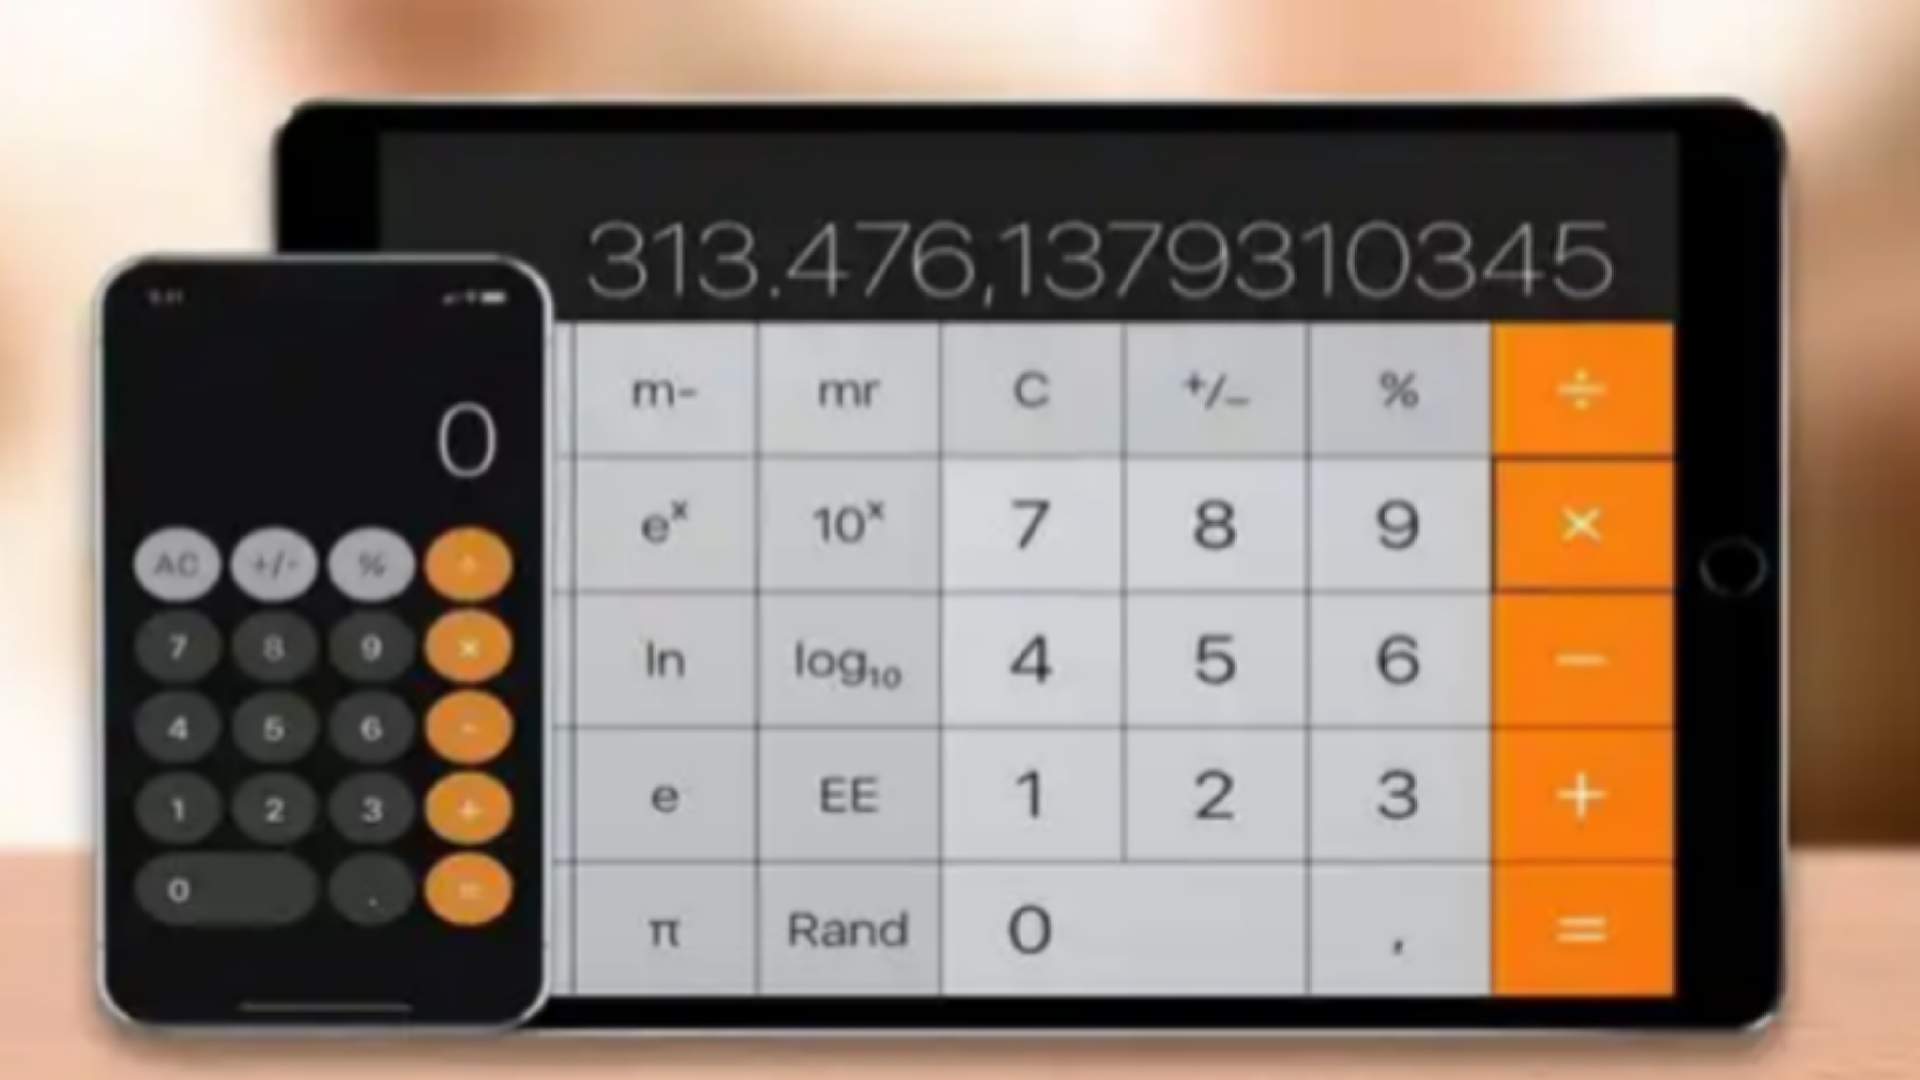 313.476,1379310345
0
m- mr C +/_ % ÷
eˣ 10ˣ 7 8 9 ×
ln log₁₀ 4 5 6 −
e EE 1 2 3 +
π Rand 0 , =
AC +/- % ÷
7 8 9 ×
4 5 6 -
1 2 3 +
0 . =